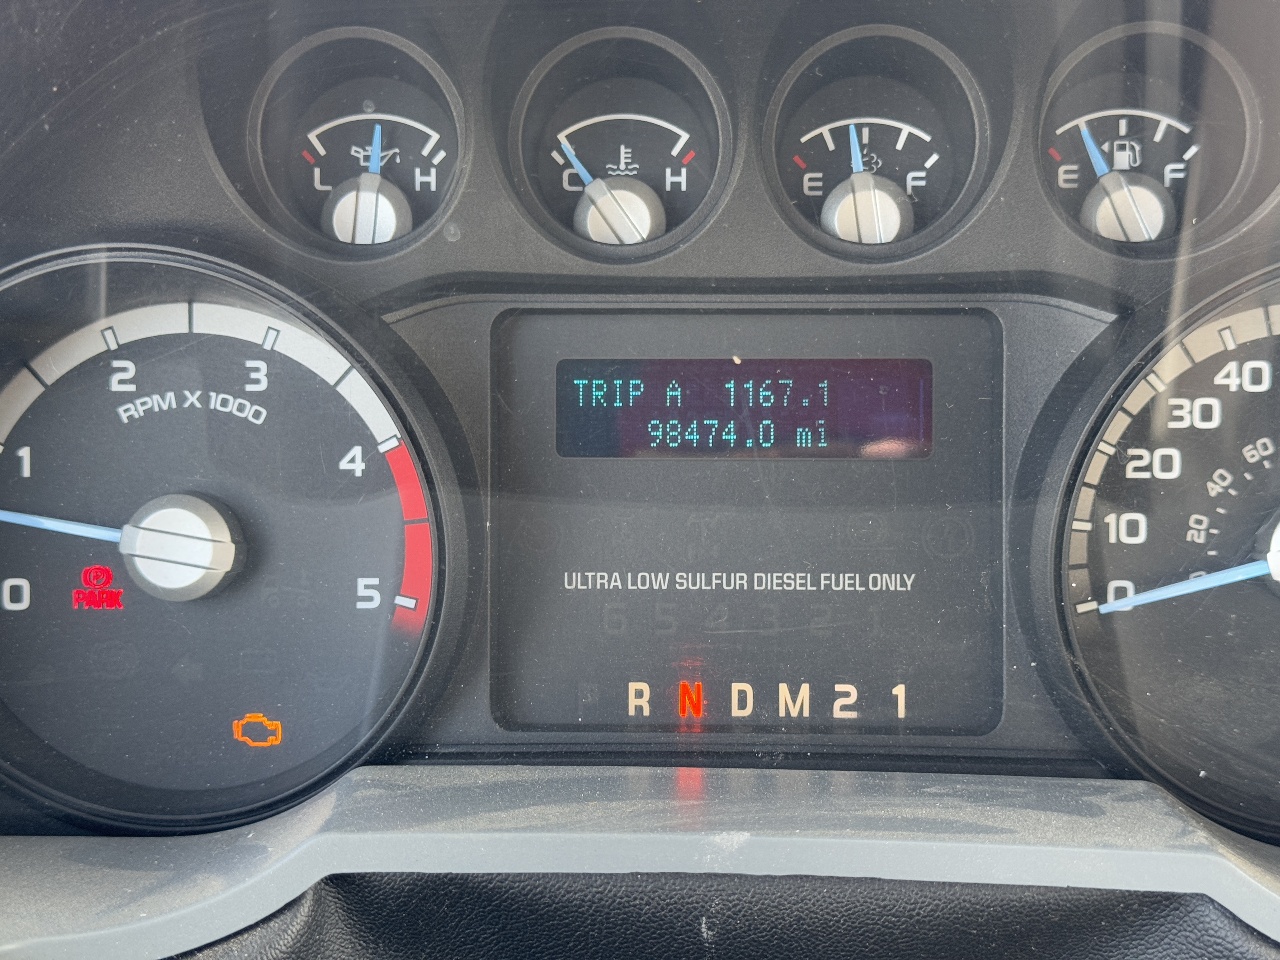 L H
C H
E F
E F
0 1 2 3 4 5
RPM X 1000
PARK
TRIP A 1167.1
98474.0 mi
ULTRA LOW SULFUR DIESEL FUEL ONLY
R N D M 2 1
0 10 20 30 40
20 40 60